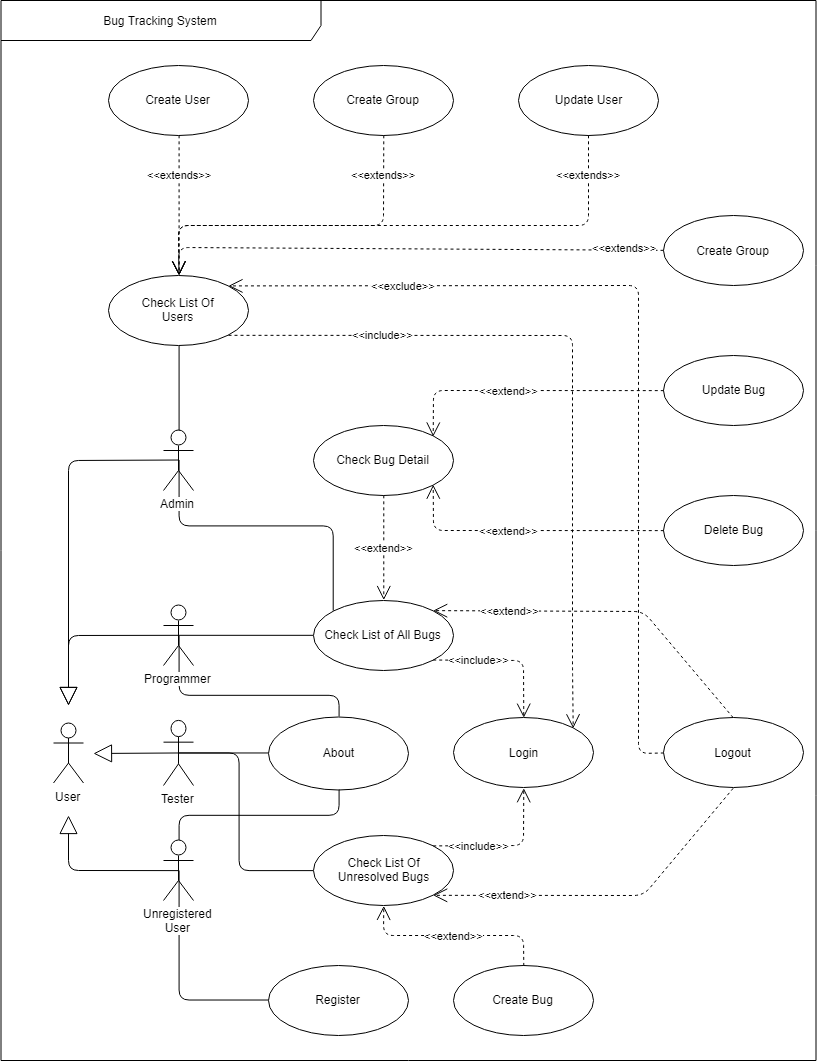 Bug Tracking System
Create User
Create Group
Update User
<<extends>>
<<extends>>
<<extends>>
<<extends>>
Create Group
<<exclude>>
Check List Of
Users
<<include>>
<<extend>>
Update Bug
Check Bug Detail
Admin
<<extend>>
Delete Bug
<<extend>>
<<extend>>
Check List of All Bugs
<<include>>
Programmer
About
Login
Logout
User
Tester
<<include>>
Check List Of
Unresolved Bugs
<<extend>>
Unregistered
User
<<extend>>
Register
Create Bug